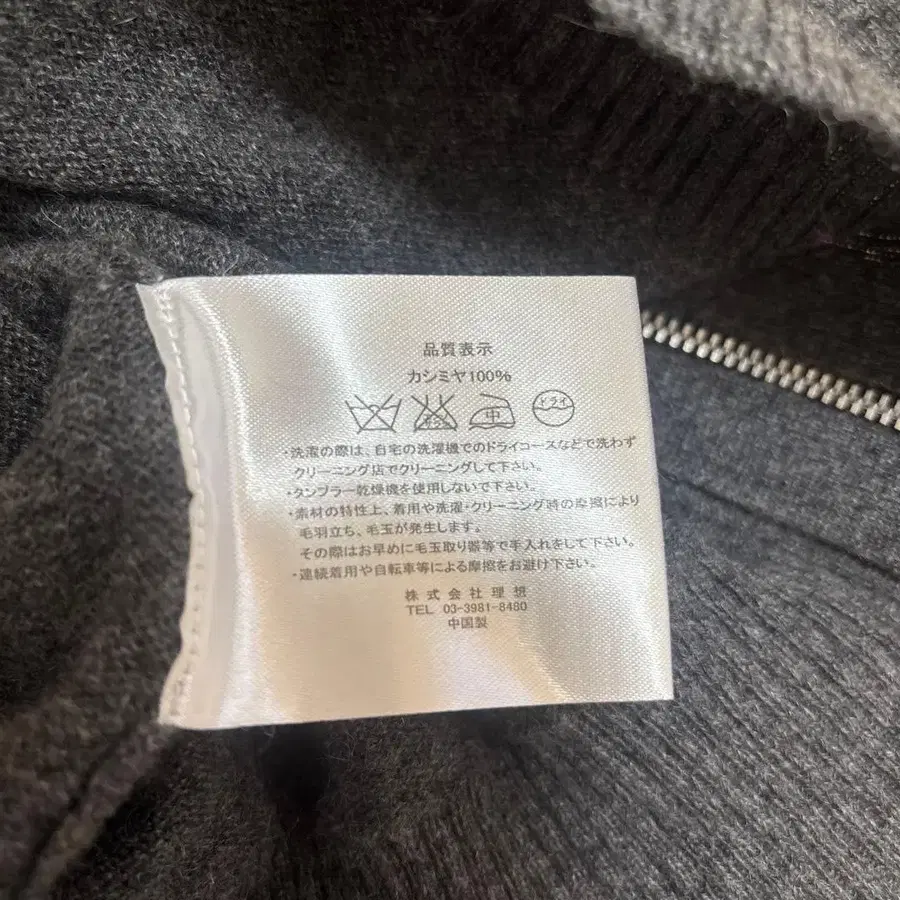 品質表示
カシミヤ100%
中 ドライ
・洗濯の際は、自宅の洗濯機でのドライコースなどで洗わず
クリーニング店でクリーニングして下さい。
・タンブラー乾燥機を使用しないで下さい。
・素材の特性上、着用や洗濯・クリーニング時の摩擦により
毛羽立ち、毛玉が発生します。
その際はお早めに毛玉取り器等で手入れをして下さい。
・連続着用や自転車等による摩擦をお避け下さい。
株式会社理想
TEL 03-3981-8480
中国製